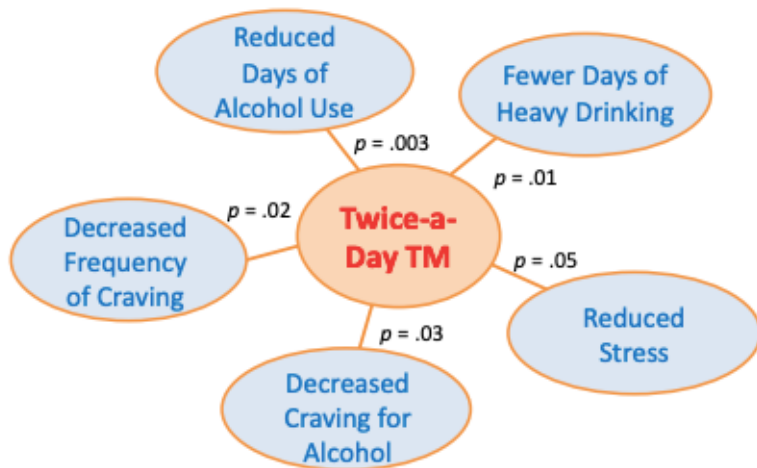 Reduced
Days of
Alcohol Use
Fewer Days of
Heavy Drinking
p = .003
p = .01
p = .02
Twice-a-
Day TM
Decreased
Frequency
of Craving
p = .05
Reduced
Stress
p = .03
Decreased
Craving for
Alcohol